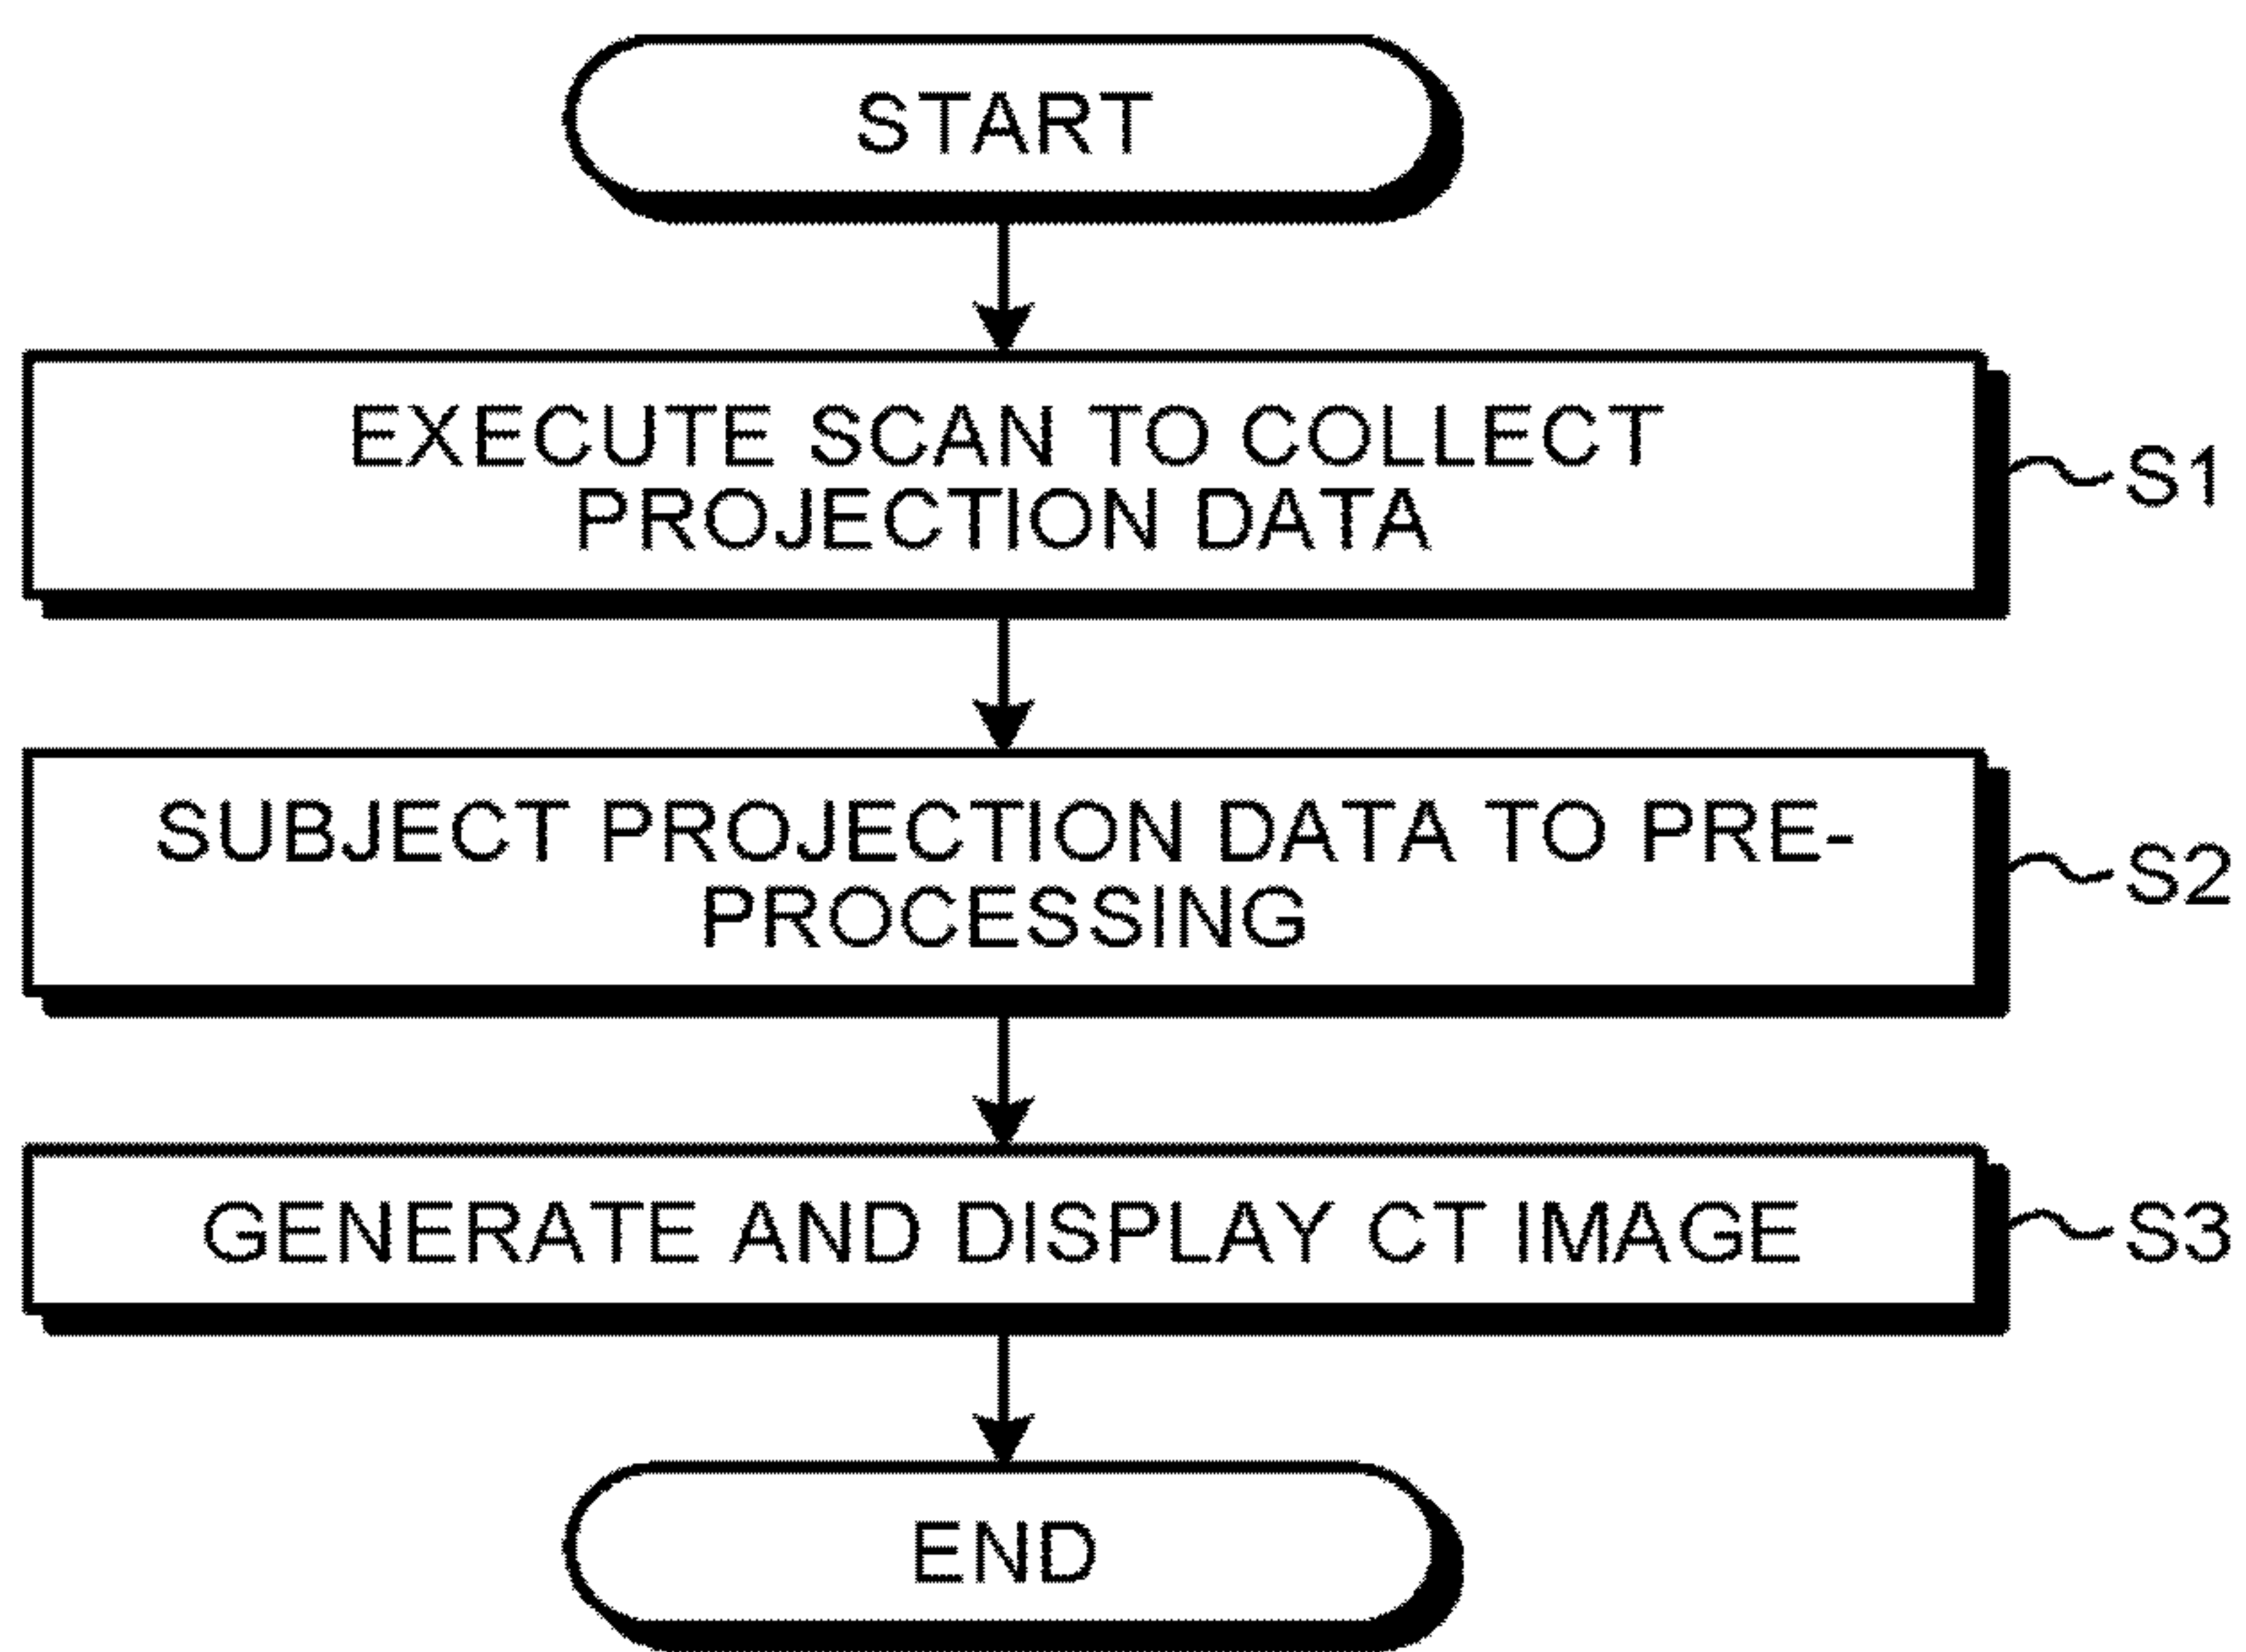 START
EXECUTE SCAN TO COLLECT
PROJECTION DATA
S1
SUBJECT PROJECTION DATA TO PRE-
PROCESSING
S2
GENERATE AND DISPLAY CT IMAGE
S3
END